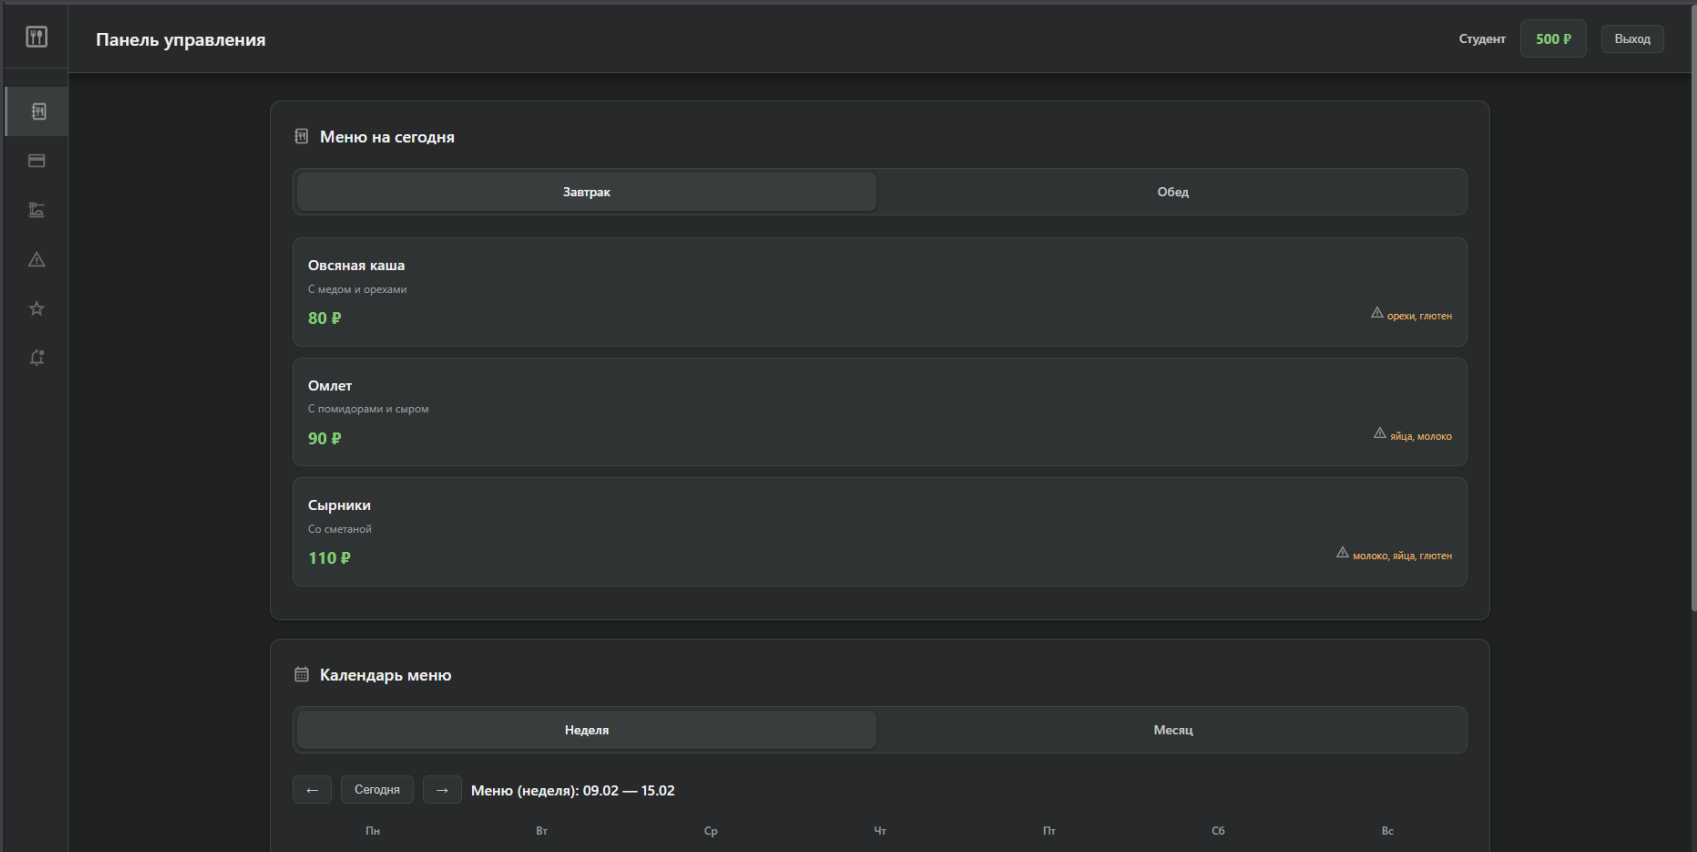 Панель управления
Студент
500 ₽
Выход
Меню на сегодня
Завтрак
Обед
Овсяная каша
С медом и орехами
80 ₽
орехи, глютен
Омлет
С помидорами и сыром
90 ₽
яйца, молоко
Сырники
Со сметаной
110 ₽
молоко, яйца, глютен
Календарь меню
Неделя
Месяц
← Сегодня → Меню (неделя): 09.02 — 15.02
Пн Вт Ср Чт Пт Сб Вс